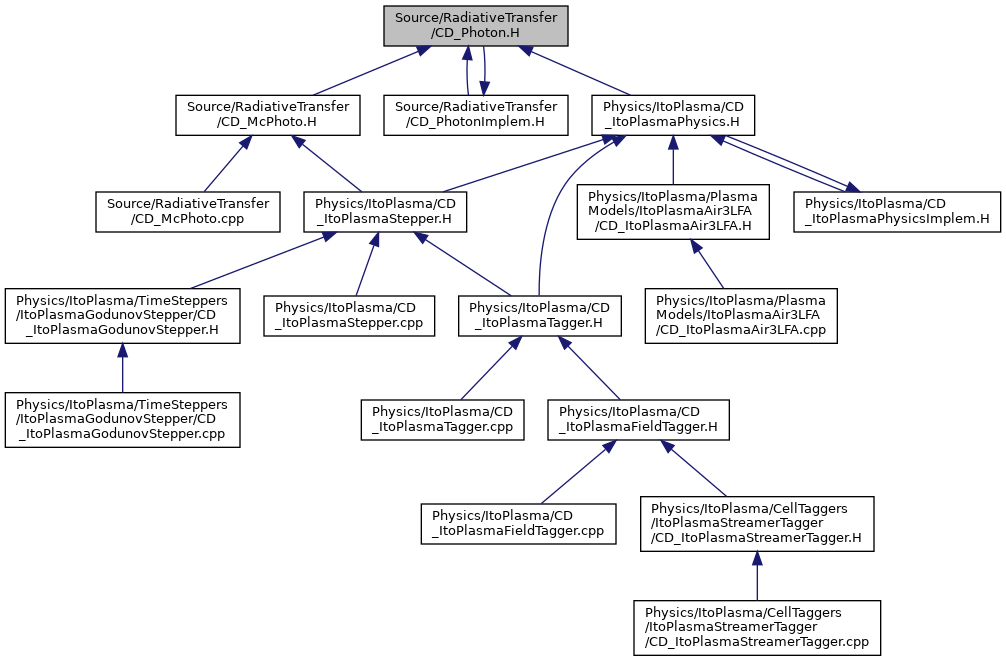 Source/RadiativeTransfer
/CD_Photon.H
Source/RadiativeTransfer
/CD_McPhoto.H
Source/RadiativeTransfer
/CD_PhotonImplem.H
Physics/ItoPlasma/CD
_ItoPlasmaPhysics.H
Source/RadiativeTransfer
/CD_McPhoto.cpp
Physics/ItoPlasma/CD
_ItoPlasmaStepper.H
Physics/ItoPlasma/Plasma
Models/ItoPlasmaAir3LFA
/CD_ItoPlasmaAir3LFA.H
Physics/ItoPlasma/CD
_ItoPlasmaPhysicsImplem.H
Physics/ItoPlasma/TimeSteppers
/ItoPlasmaGodunovStepper/CD
_ItoPlasmaGodunovStepper.H
Physics/ItoPlasma/CD
_ItoPlasmaStepper.cpp
Physics/ItoPlasma/CD
_ItoPlasmaTagger.H
Physics/ItoPlasma/Plasma
Models/ItoPlasmaAir3LFA
/CD_ItoPlasmaAir3LFA.cpp
Physics/ItoPlasma/TimeSteppers
/ItoPlasmaGodunovStepper/CD
_ItoPlasmaGodunovStepper.cpp
Physics/ItoPlasma/CD
_ItoPlasmaTagger.cpp
Physics/ItoPlasma/CD
_ItoPlasmaFieldTagger.H
Physics/ItoPlasma/CD
_ItoPlasmaFieldTagger.cpp
Physics/ItoPlasma/CellTaggers
/ItoPlasmaStreamerTagger
/CD_ItoPlasmaStreamerTagger.H
Physics/ItoPlasma/CellTaggers
/ItoPlasmaStreamerTagger
/CD_ItoPlasmaStreamerTagger.cpp